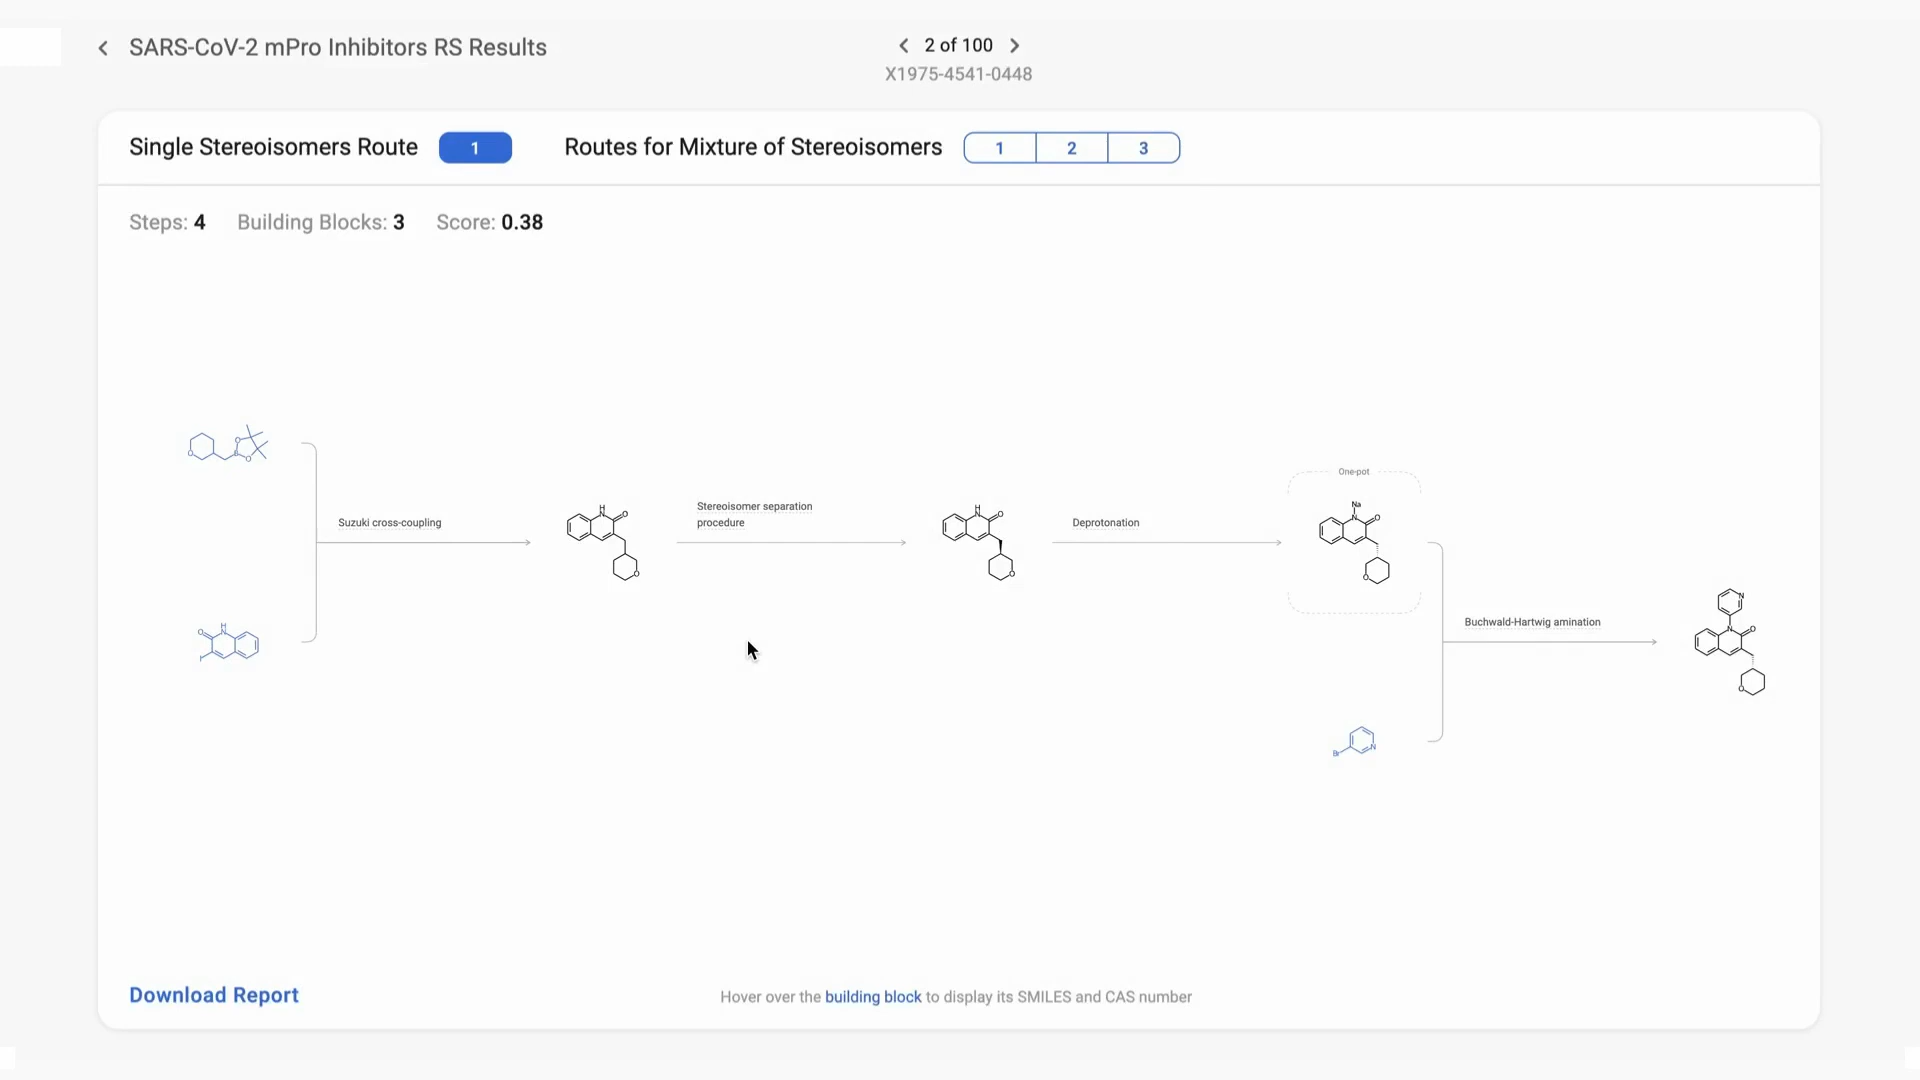 SARS-CoV-2 mPro Inhibitors RS Results
2 of 100
X1975-4541-0448
Single Stereoisomers Route 1 Routes for Mixture of Stereoisomers 1 2 3
Steps: 4 Building Blocks: 3 Score: 0.38
Suzuki cross-coupling
Stereoisomer separation
procedure
Deprotonation
One-pot
Buchwald-Hartwig amination
O
B
O
O
H
N
I
H
N
O
O
H
N
O
O
Na
N
O
O
Br
N
N
N
O
O
Download Report
Hover over the building block to display its SMILES and CAS number